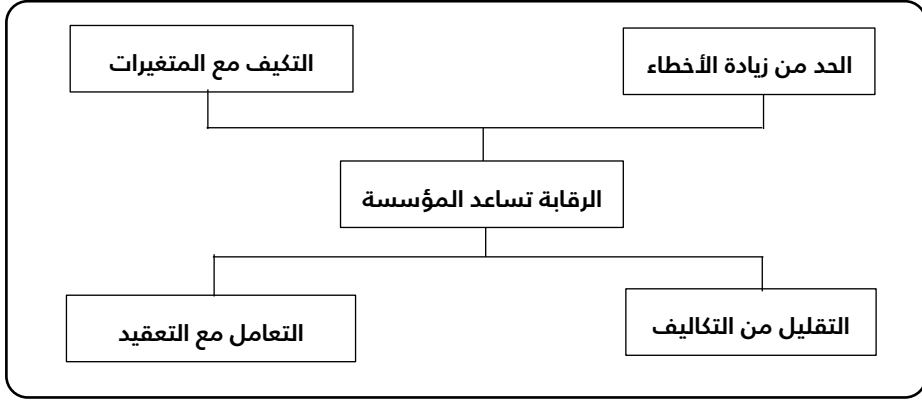 الحد من زيادة الأخطاء
التكيف مع المتغيرات
الرقابة تساعد المؤسسة
التقليل من التكاليف
التعامل مع التعقيد